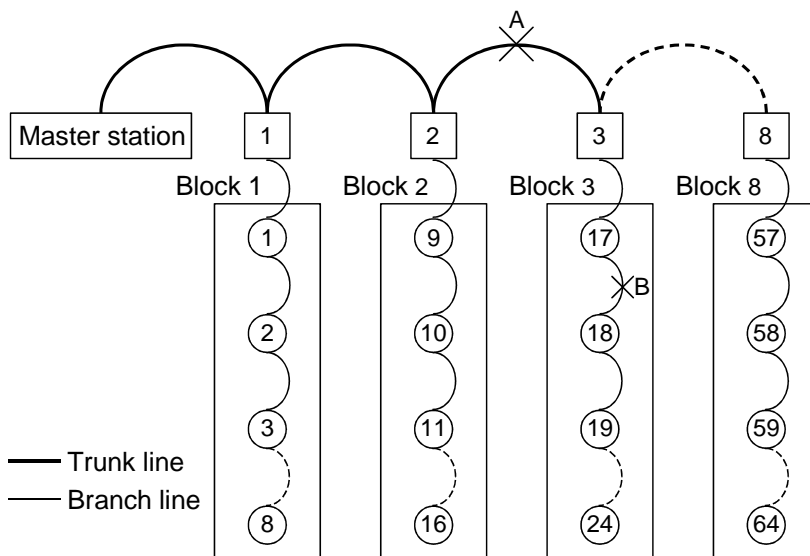 A
Master station 1 2 3 8
Block 1 Block 2 Block 3 Block 8
1 9 17 57
B
2 10 18 58
3 11 19 59
Trunk line
Branch line
8 16 24 64